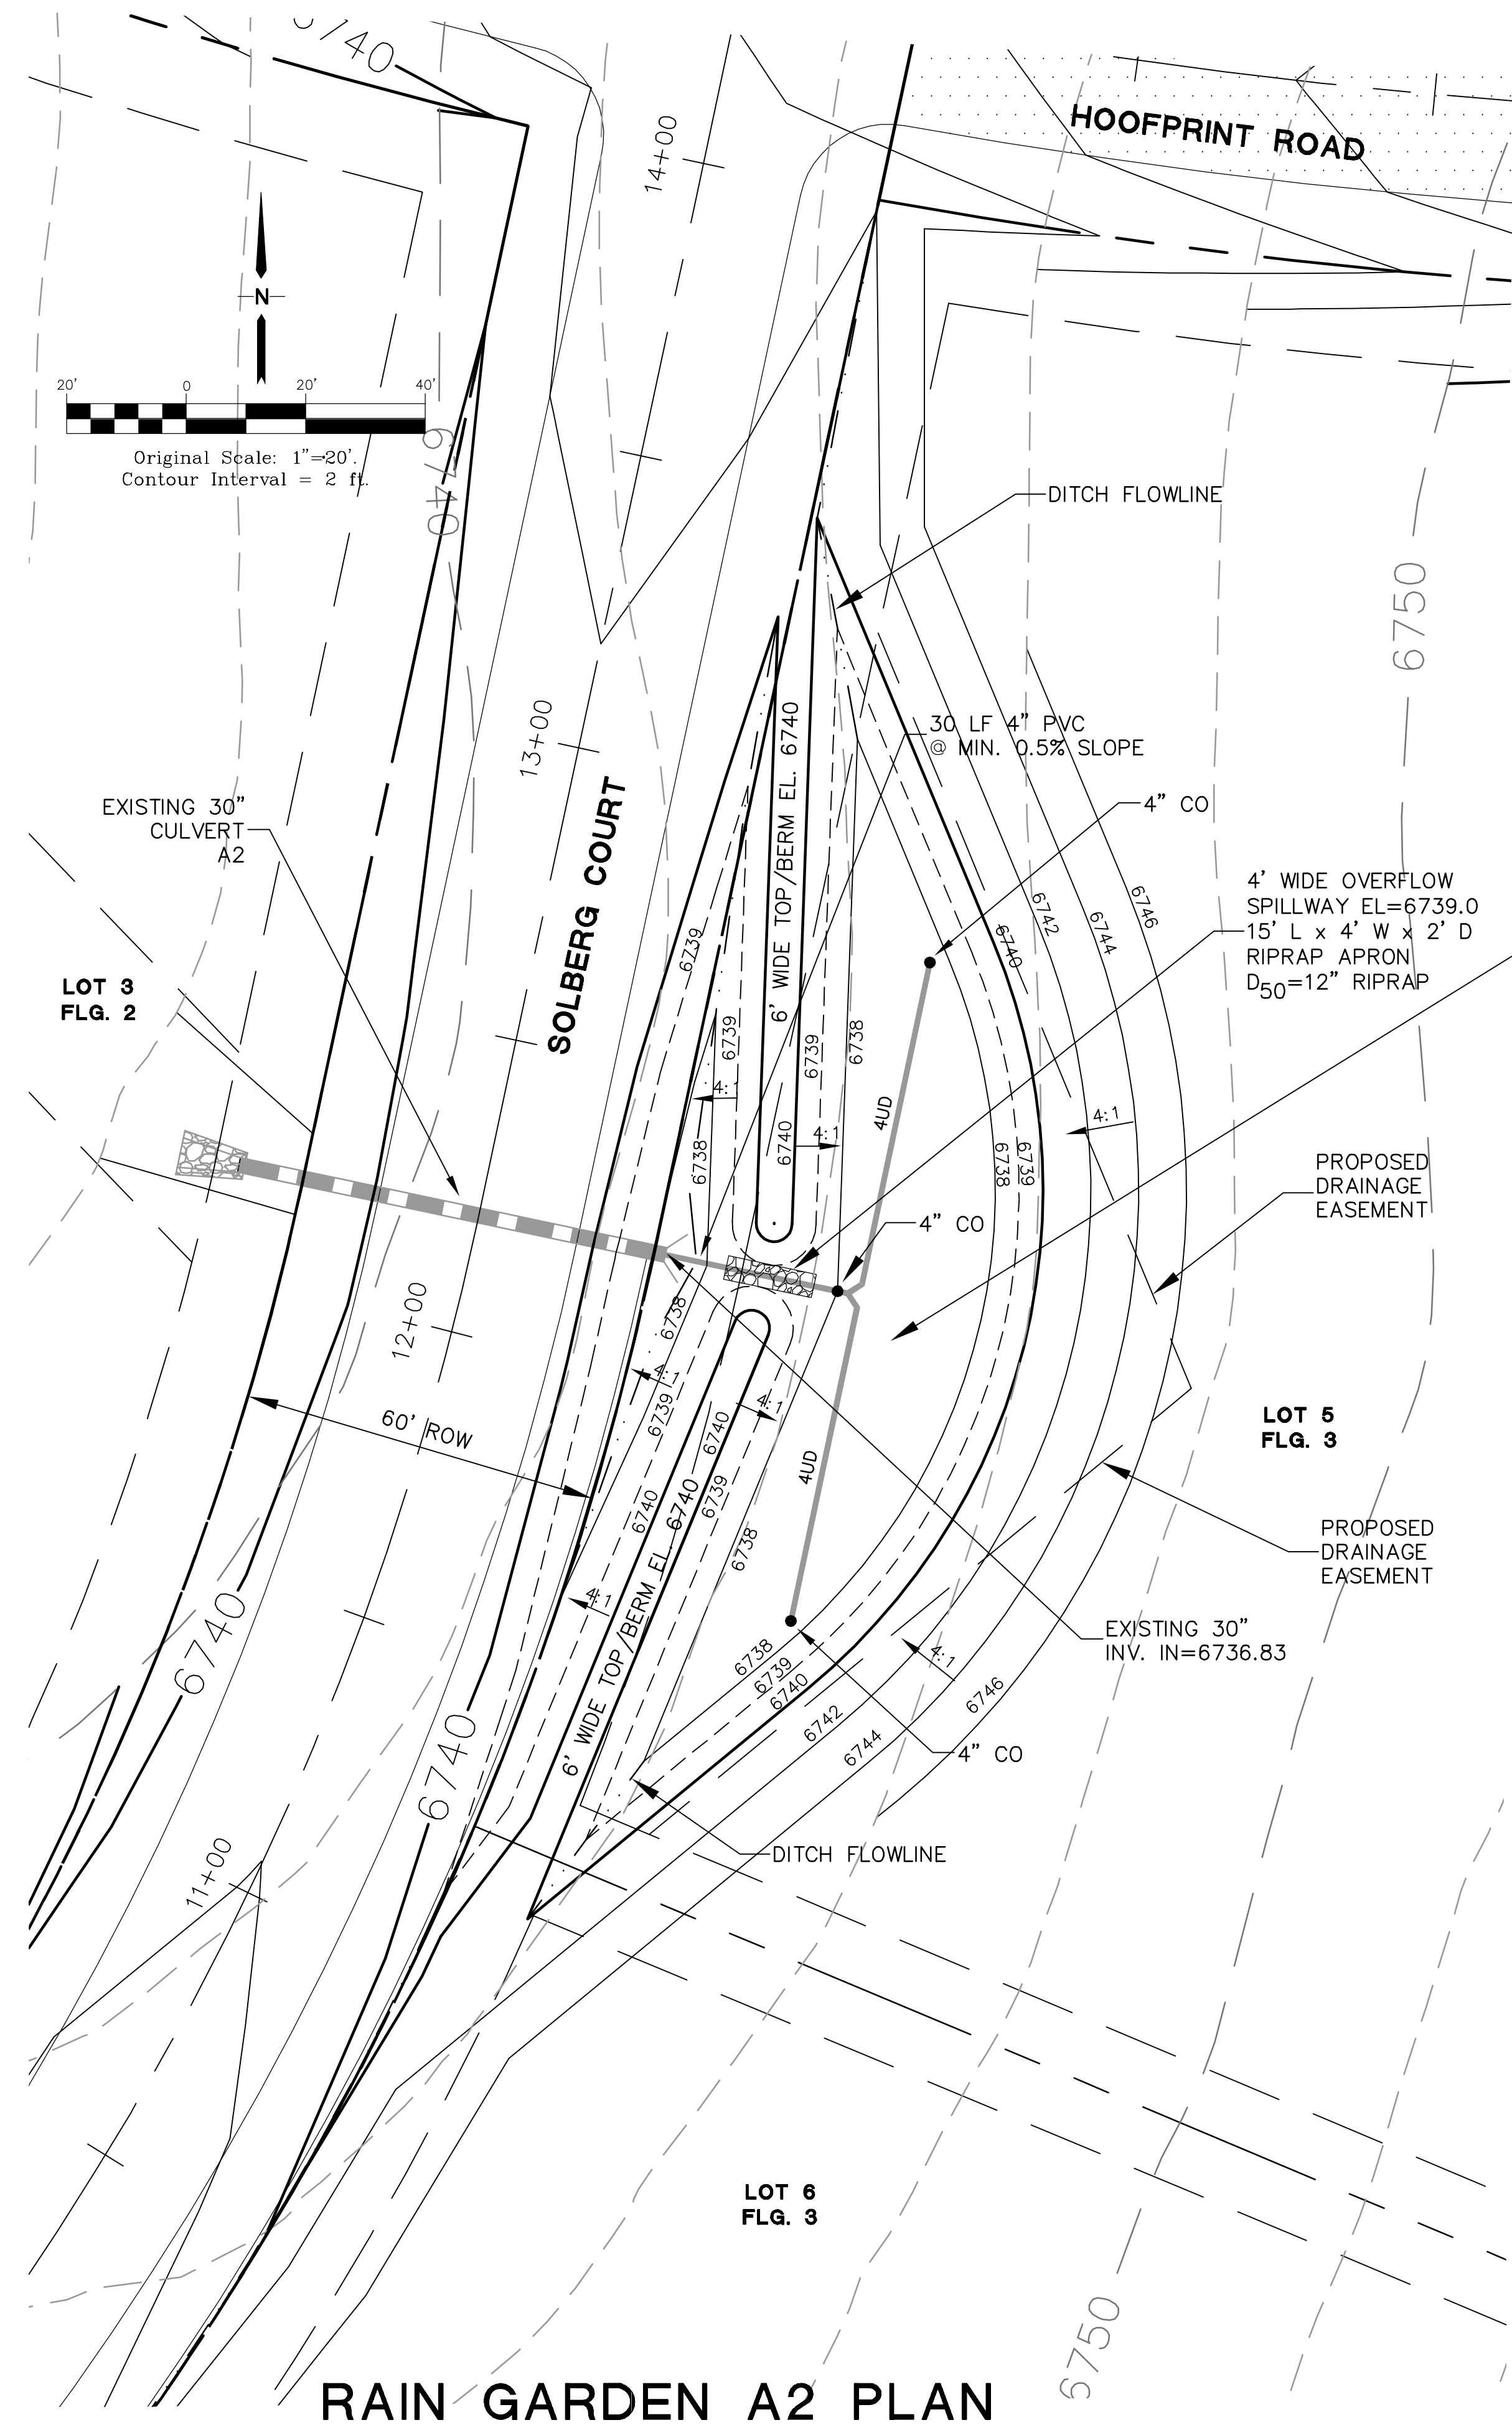 6740
HOOFPRINT ROAD
14+00
N
20' 0 20' 40'
Original Scale: 1"=20'.
Contour Interval = 2 ft.
6740
DITCH FLOWLINE
6750
30 LF 4" PVC
@ MIN. 0.5% SLOPE
13+00
SOLBERG COURT
6' WIDE TOP/BERM EL. 6740
4" CO
EXISTING 30"
CULVERT
A2
4' WIDE OVERFLOW
SPILLWAY EL=6739.0
15' L x 4' W x 2' D
RIPRAP APRON
D50=12" RIPRAP
6742
6744
6746
6740
6739
6739
6739
6738
LOT 3
FLG. 2
4:1
4:1
4:1
4UD
6738
6740
6738
6739
PROPOSED
DRAINAGE
EASEMENT
4" CO
12+00
6738
4:1
4:1
6739
6740
60' ROW
LOT 5
FLG. 3
4UD
6740
6740
6739
6738
PROPOSED
DRAINAGE
EASEMENT
4:1
6' WIDE TOP/BERM EL. 6740
6740
EXISTING 30"
INV. IN=6736.83
4:1
6738
6739
6740
6742
6744
6746
4" CO
6740
DITCH FLOWLINE
11+00
LOT 6
FLG. 3
6750
RAIN GARDEN A2 PLAN